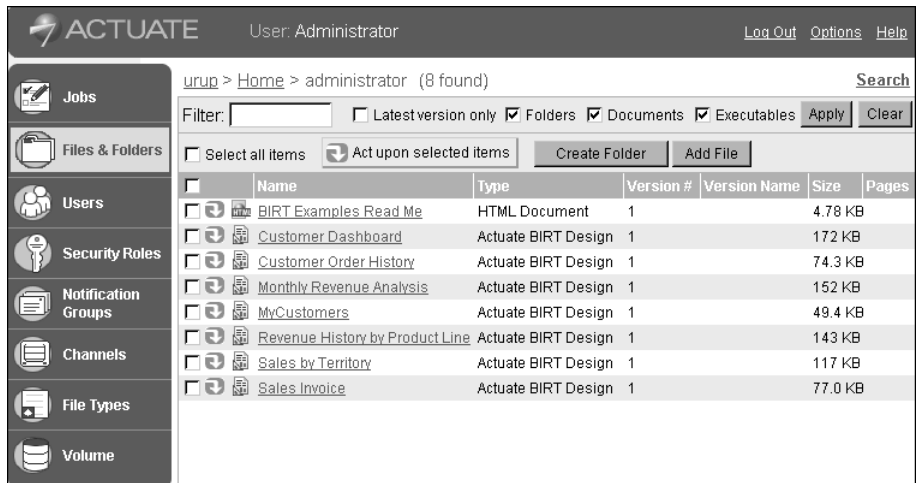 ACTUATE
User: Administrator
Log Out Options Help
Jobs
Files & Folders
Users
Security Roles
Notification
Groups
Channels
File Types
Volume
urup > Home > administrator (8 found)
Search
Filter: Latest version only Folders Documents Executables Apply Clear
Select all items Act upon selected items Create Folder Add File
Name Type Version # Version Name Size Pages
BIRT Examples Read Me HTML Document 1 4.78 KB
Customer Dashboard Actuate BIRT Design 1 172 KB
Customer Order History Actuate BIRT Design 1 74.3 KB
Monthly Revenue Analysis Actuate BIRT Design 1 152 KB
MyCustomers Actuate BIRT Design 1 49.4 KB
Revenue History by Product Line Actuate BIRT Design 1 143 KB
Sales by Territory Actuate BIRT Design 1 117 KB
Sales Invoice Actuate BIRT Design 1 77.0 KB